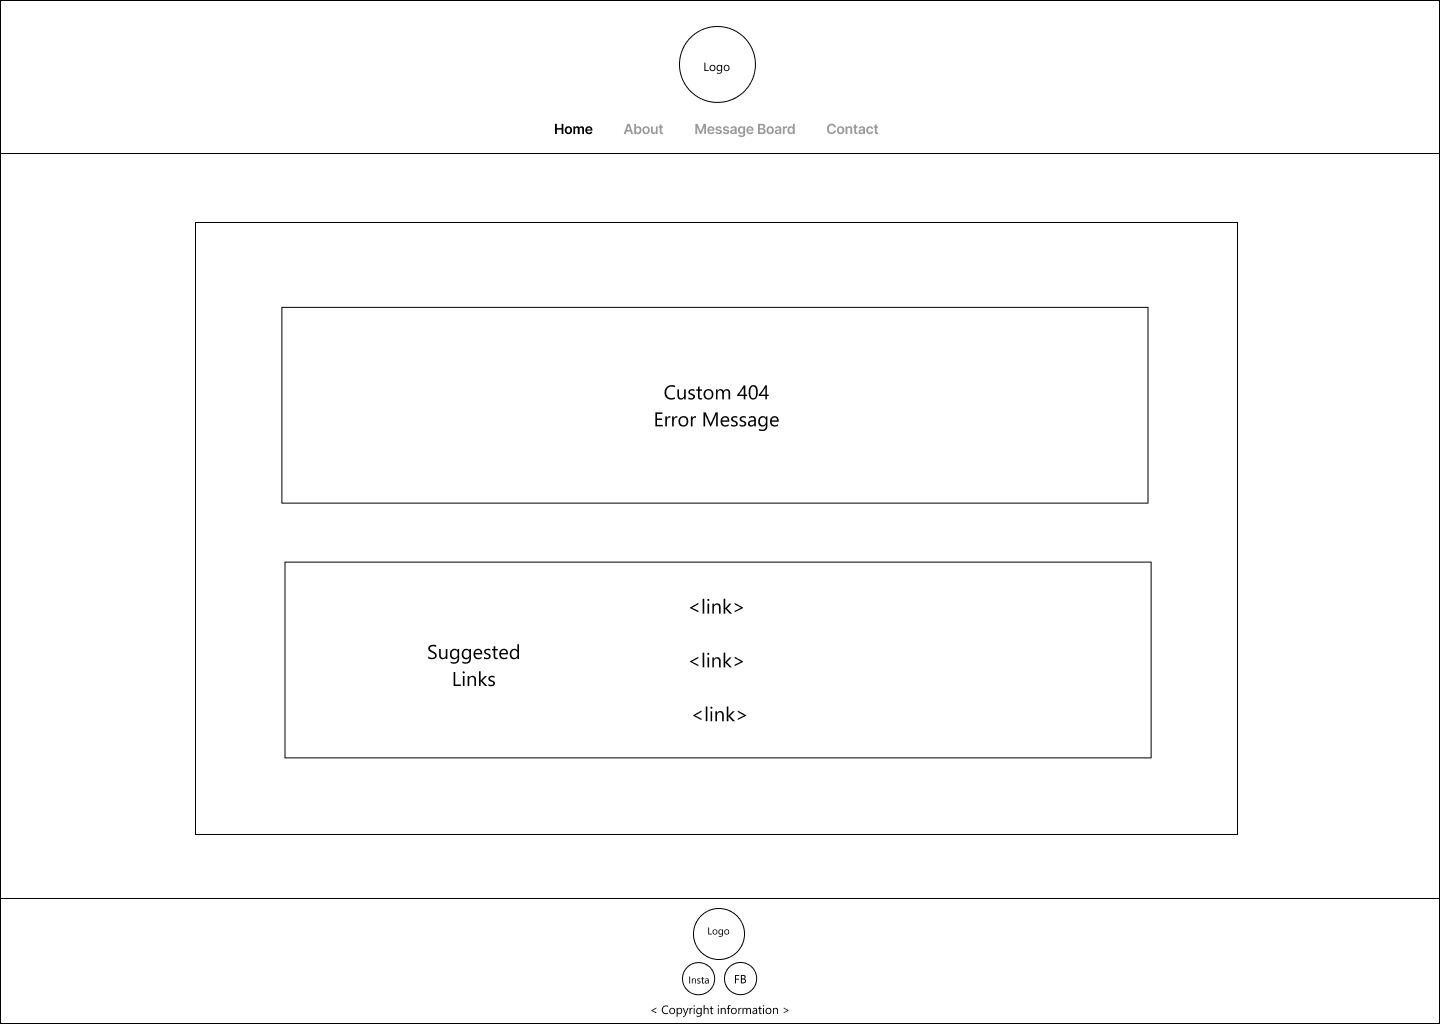 Logo
Home About Message Board Contact
Custom 404
Error Message
Suggested
Links
<link>
<link>
<link>
Logo
Insta FB
< Copyright information >